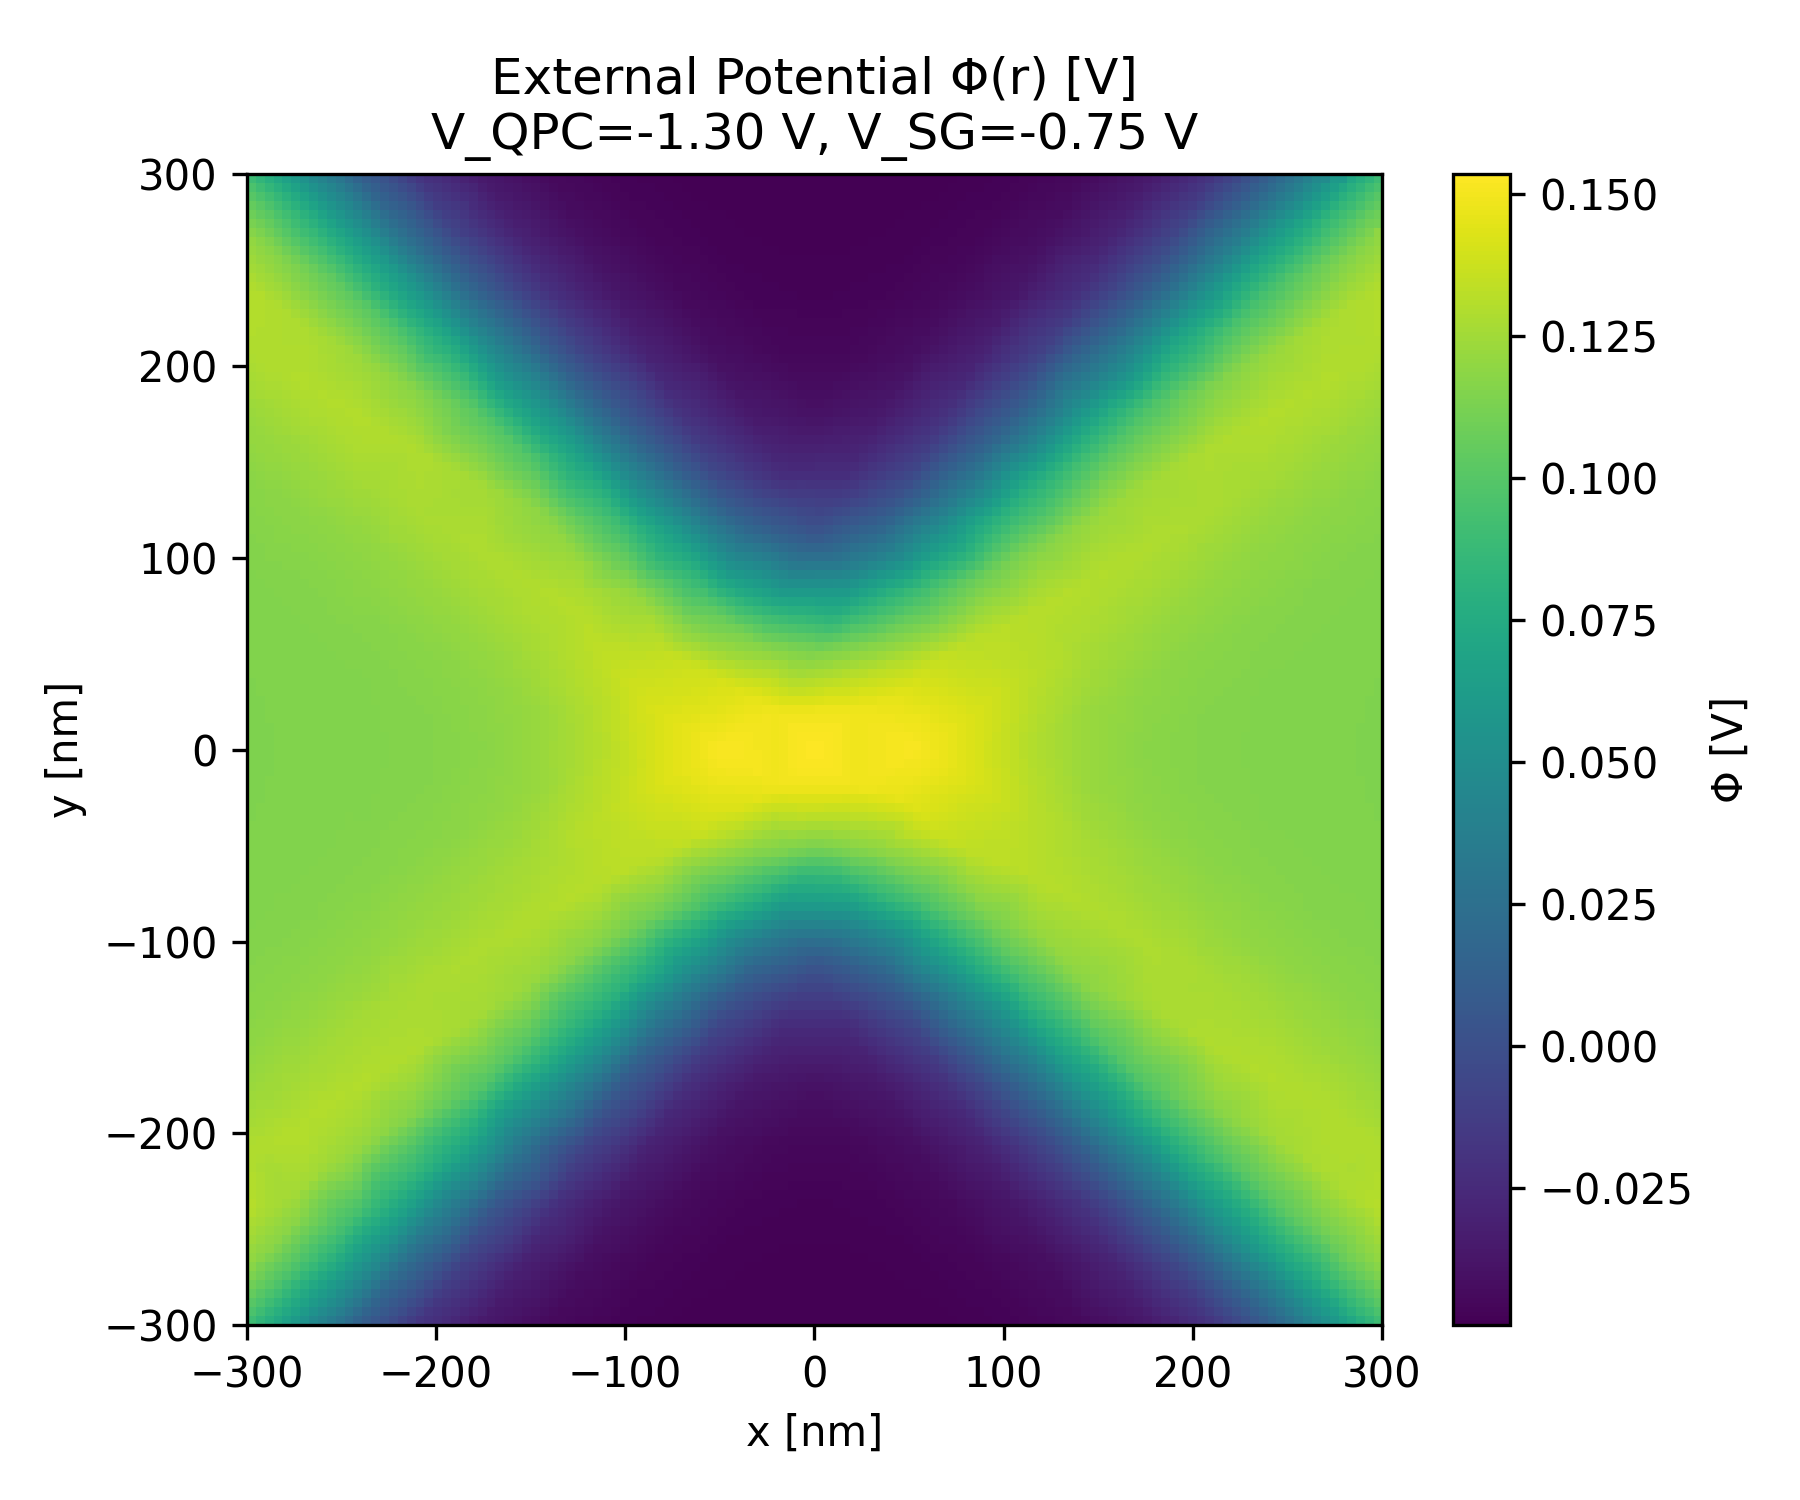 External Potential Φ(r) [V]
V_QPC=-1.30 V, V_SG=-0.75 V
300
200
100
0
−100
−200
−300
y [nm]
−300 −200 −100 0 100 200 300
x [nm]
0.150
0.125
0.100
0.075
0.050
0.025
0.000
−0.025
Φ [V]